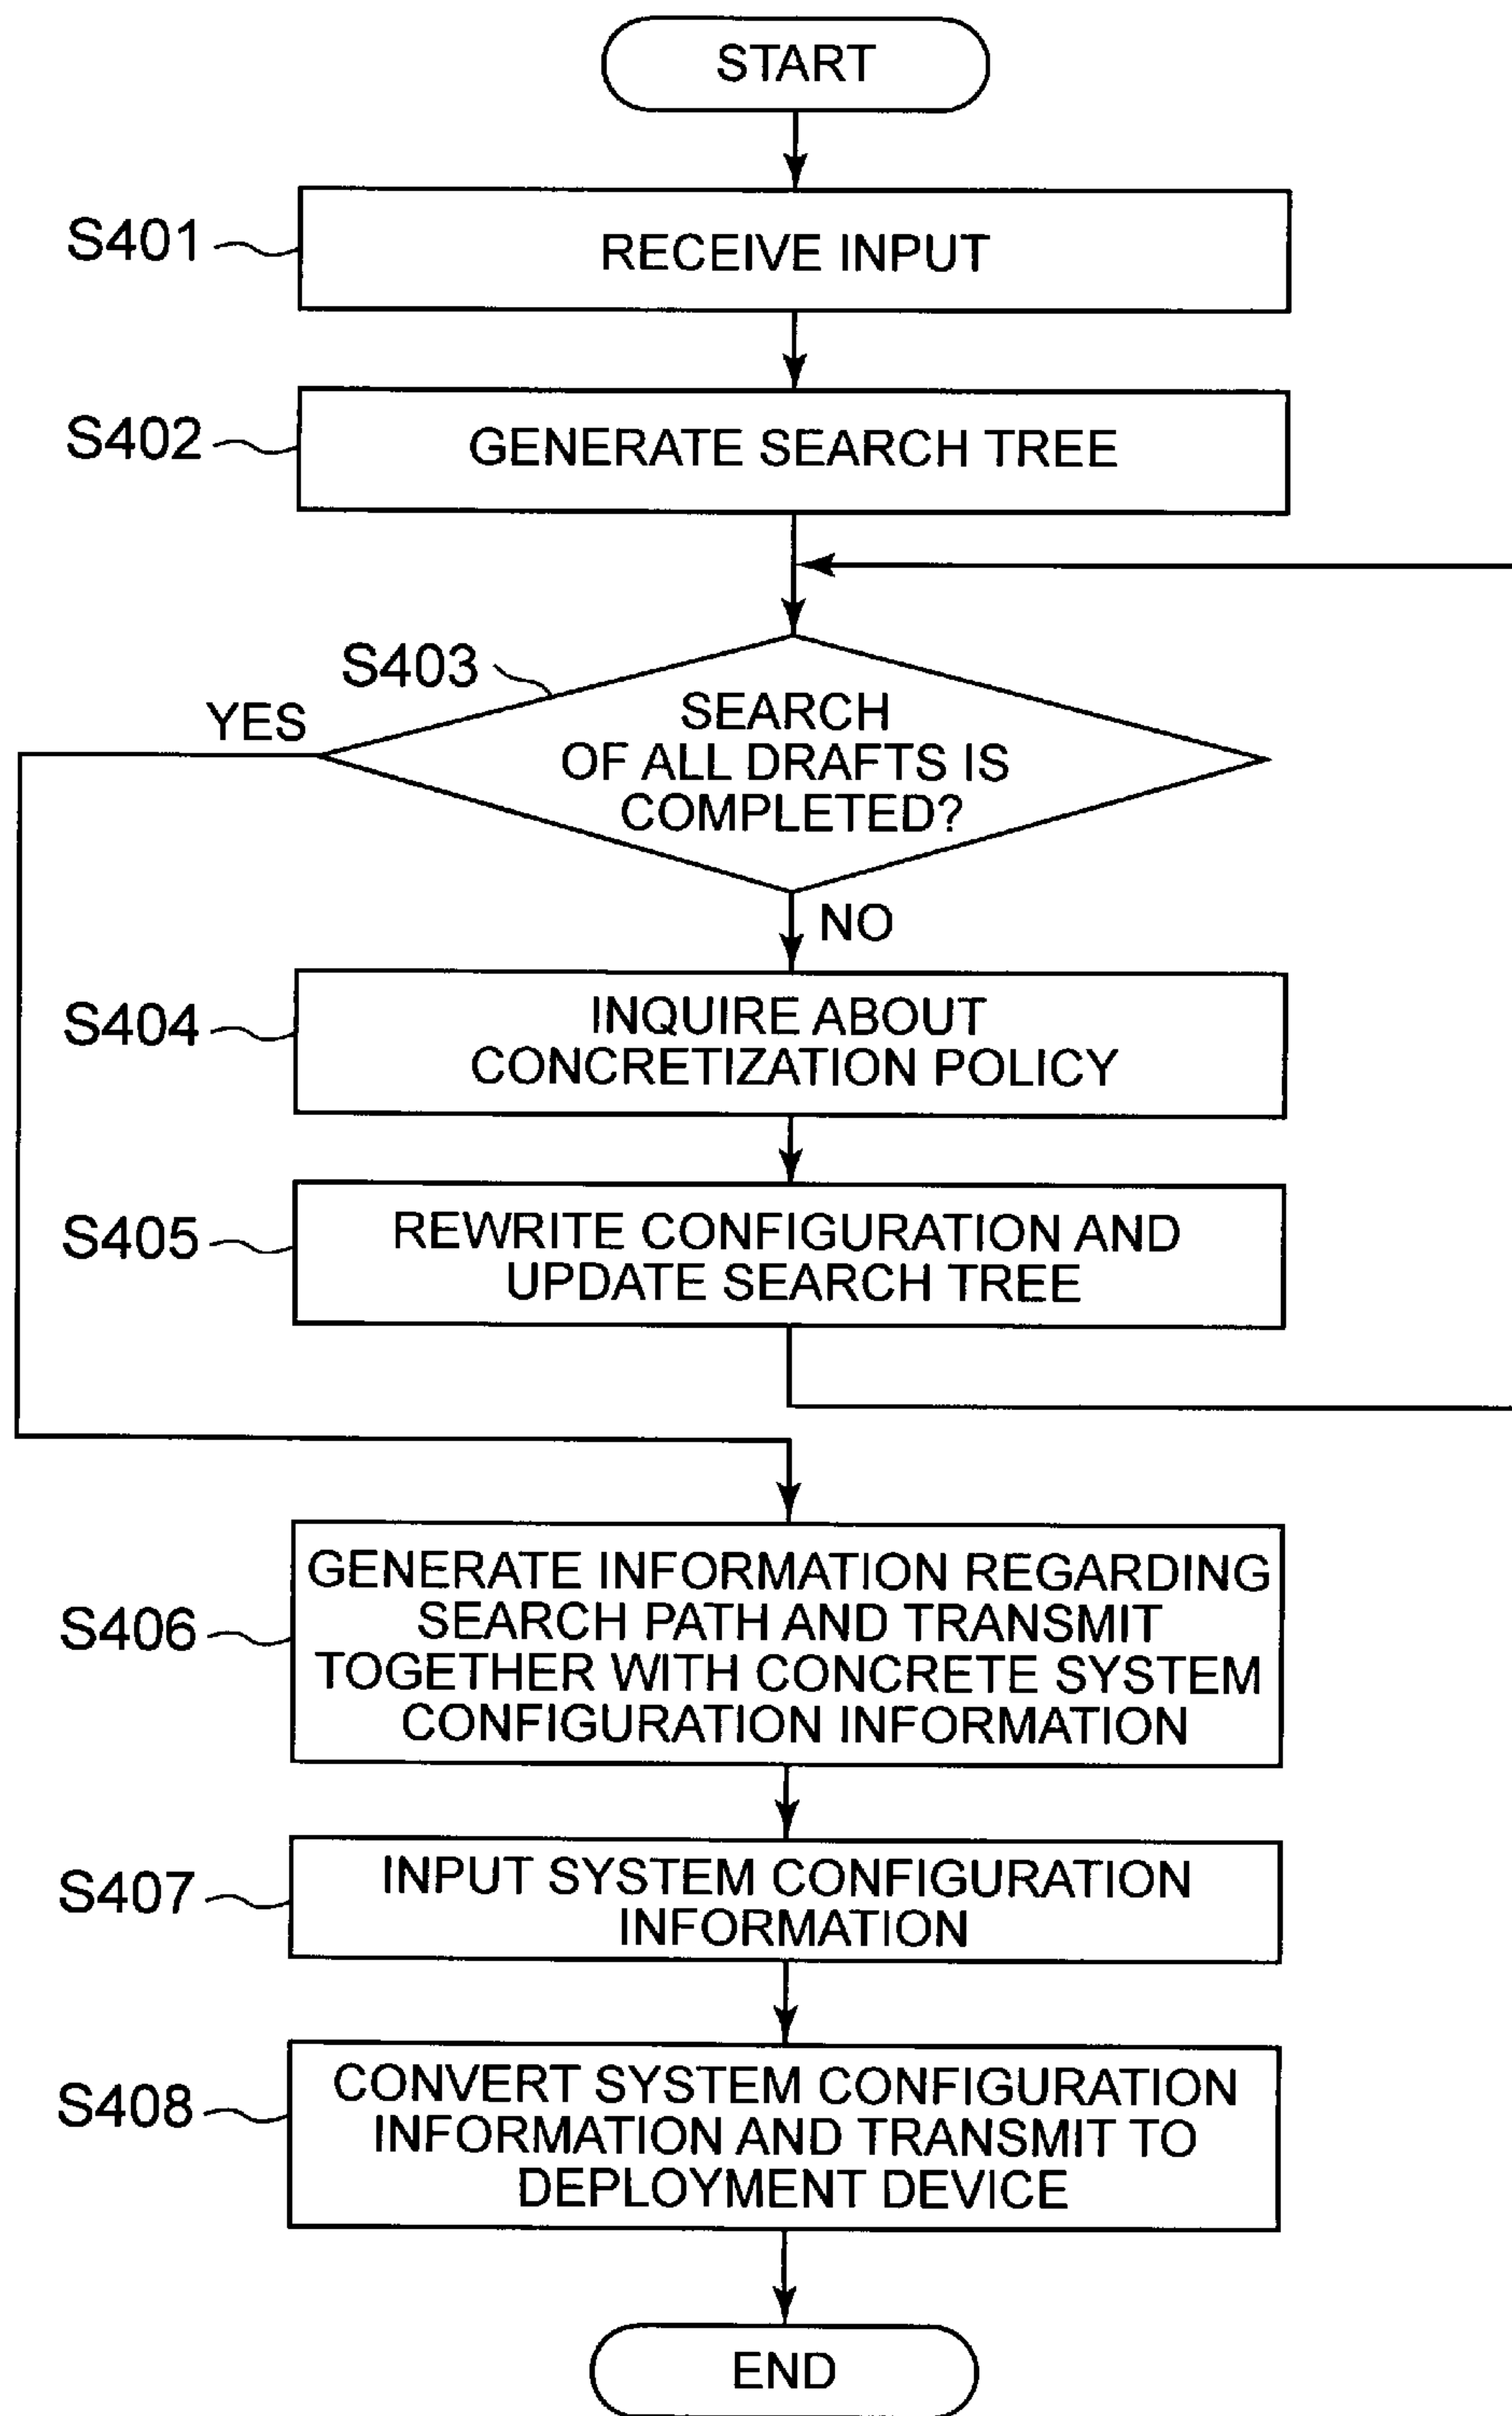 START
S401
RECEIVE INPUT
S402
GENERATE SEARCH TREE
S403
YES
SEARCH
OF ALL DRAFTS IS
COMPLETED?
NO
S404
INQUIRE ABOUT
CONCRETIZATION POLICY
S405
REWRITE CONFIGURATION AND
UPDATE SEARCH TREE
S406
GENERATE INFORMATION REGARDING
SEARCH PATH AND TRANSMIT
TOGETHER WITH CONCRETE SYSTEM
CONFIGURATION INFORMATION
S407
INPUT SYSTEM CONFIGURATION
INFORMATION
S408
CONVERT SYSTEM CONFIGURATION
INFORMATION AND TRANSMIT TO
DEPLOYMENT DEVICE
END